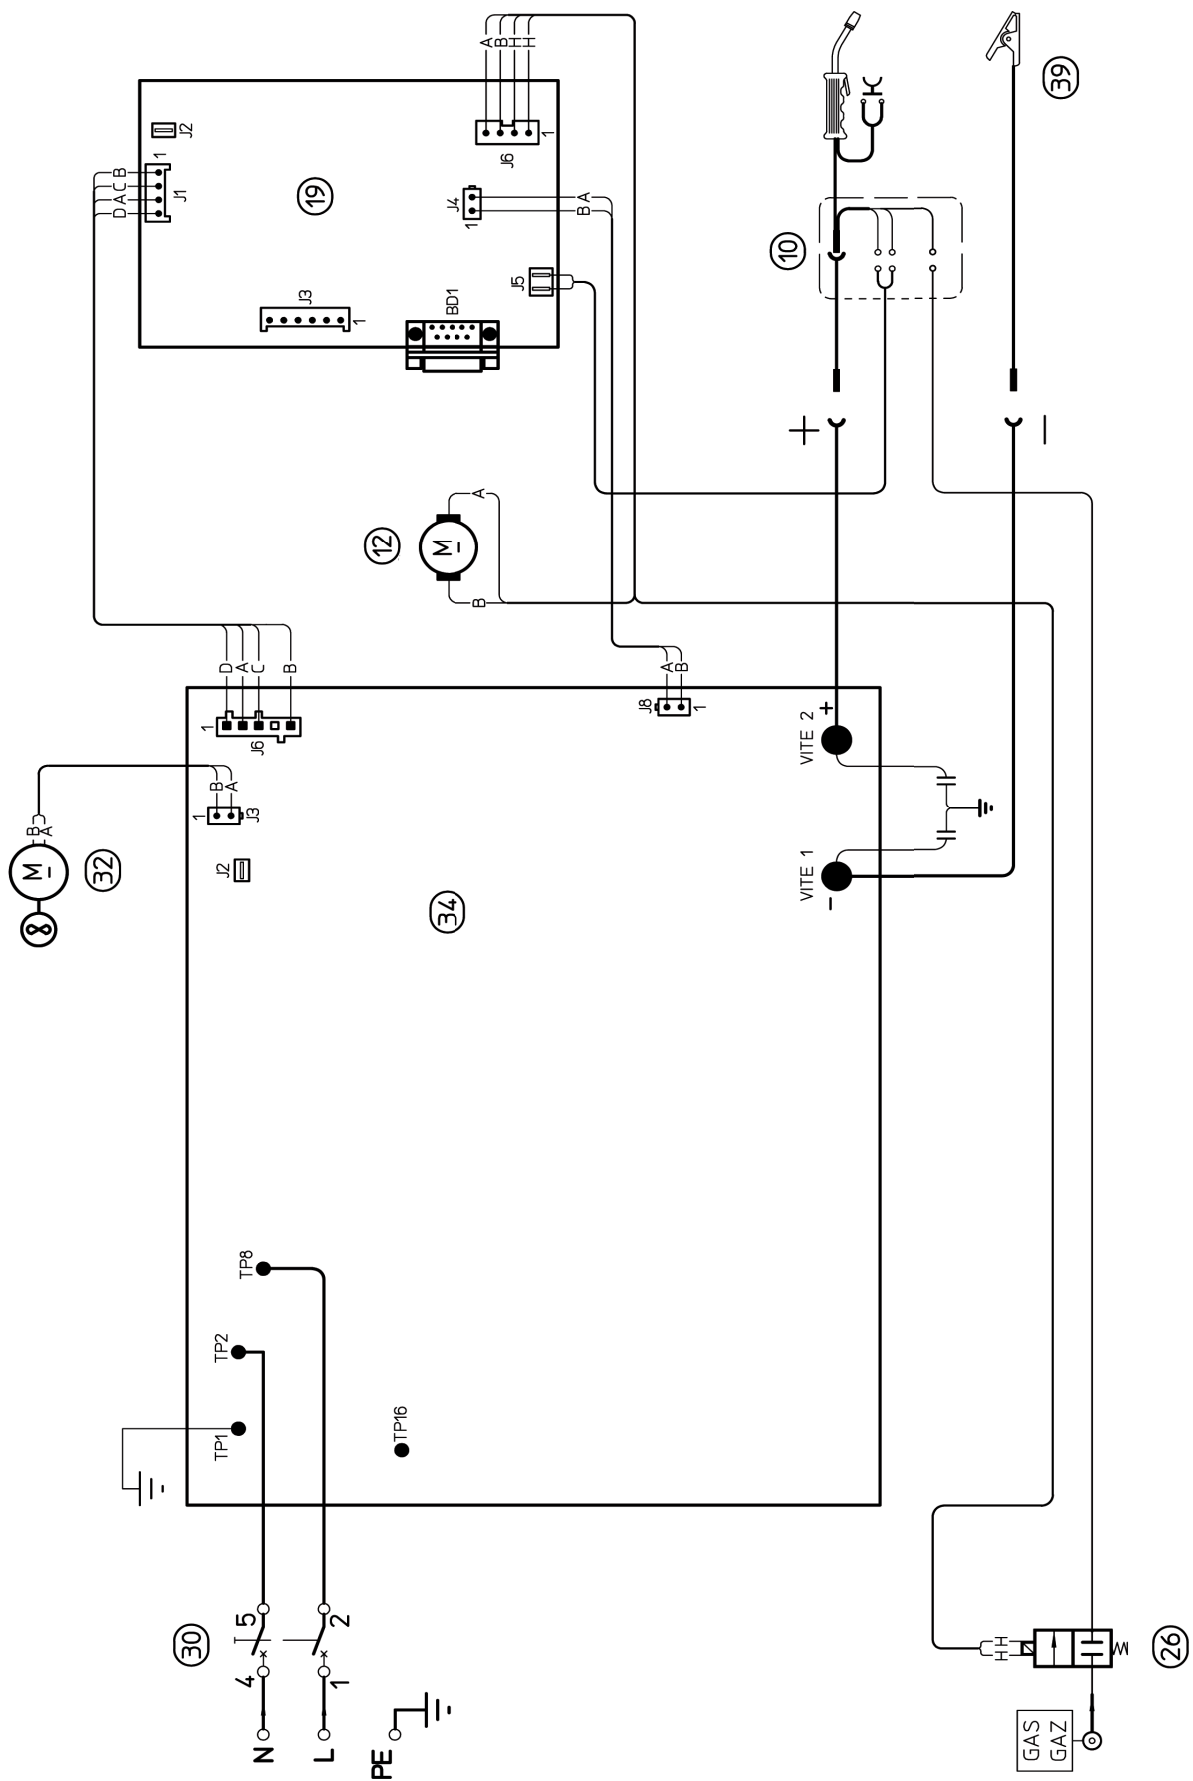 A
B
H
H
J2
1
B
C
A
D
J1
19
J6
1
J4
1
A
B
J5
J3
1
BD1
39
10
12
M
A
B
+
−
D
A
C
B
1
J6
B
A
1
J3
J2
B
A
M
32
8
34
A
B
J8
1
VITE 2
+
VITE 1
-
TP8
TP2
TP1
TP16
30
5
4
2
1
N
L
PE
H
H
26
GAS
GAZ